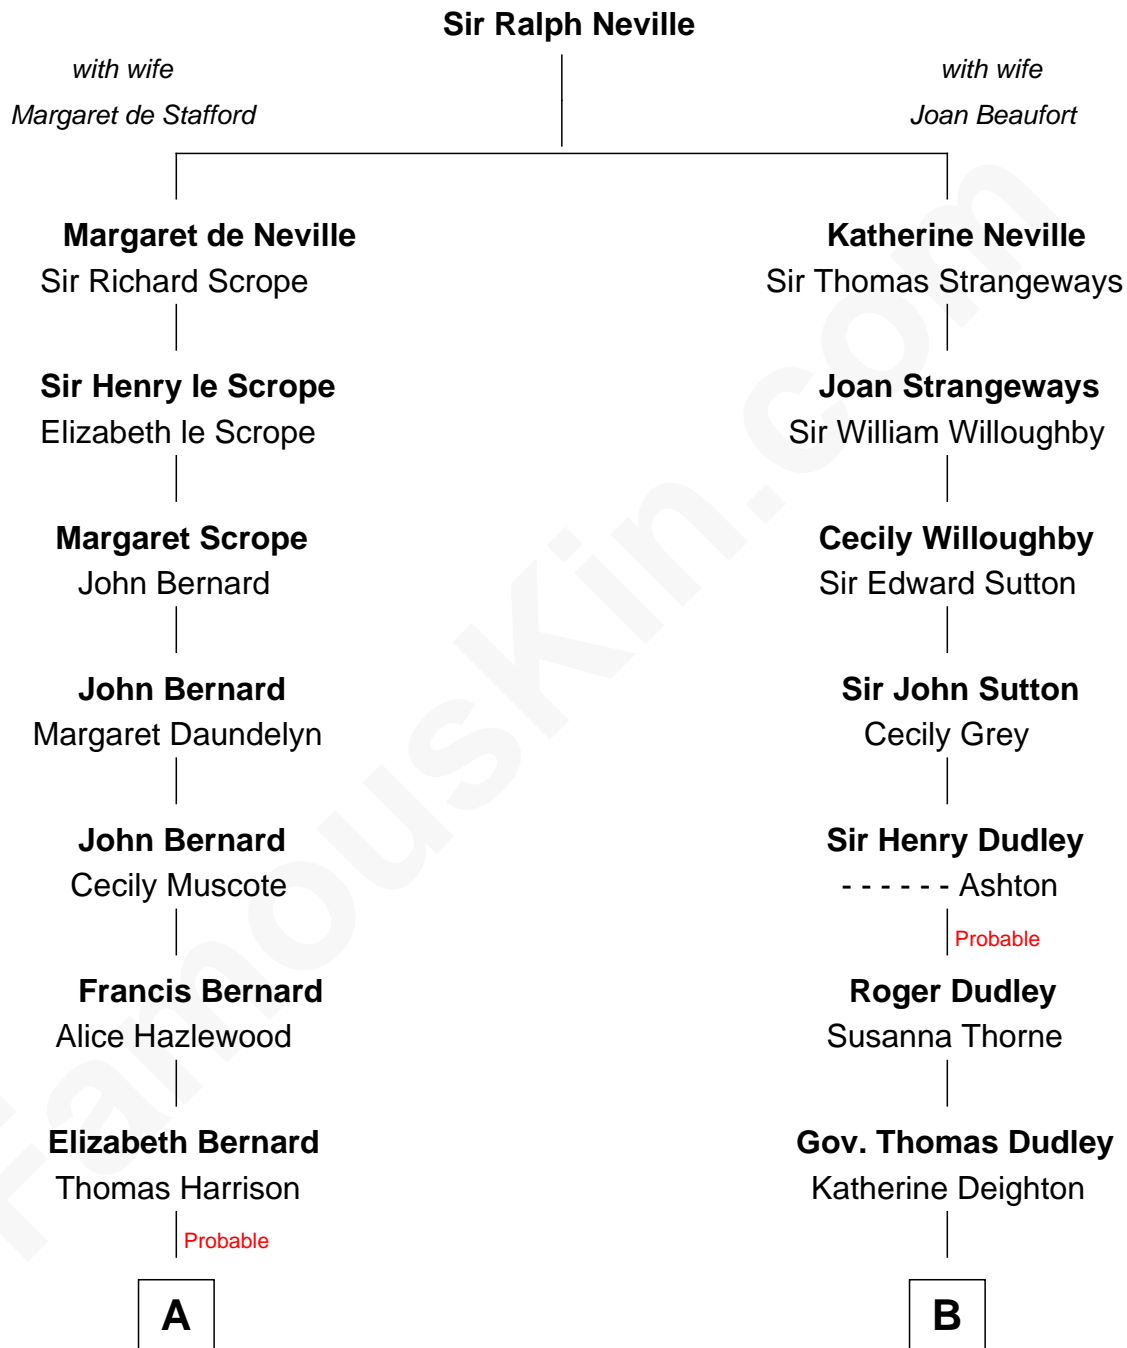 Sir Ralph Neville
with wife
Margaret de Stafford
with wife
Joan Beaufort
Margaret de Neville
Sir Richard Scrope
Katherine Neville
Sir Thomas Strangeways
Sir Henry le Scrope
Elizabeth le Scrope
Joan Strangeways
Sir William Willoughby
Margaret Scrope
John Bernard
Cecily Willoughby
Sir Edward Sutton
John Bernard
Margaret Daundelyn
Sir John Sutton
Cecily Grey
John Bernard
Cecily Muscote
Sir Henry Dudley
- - - - - - Ashton
Probable
Francis Bernard
Alice Hazlewood
Roger Dudley
Susanna Thorne
Elizabeth Bernard
Thomas Harrison
Probable
Gov. Thomas Dudley
Katherine Deighton
A
B
FamousKin.com